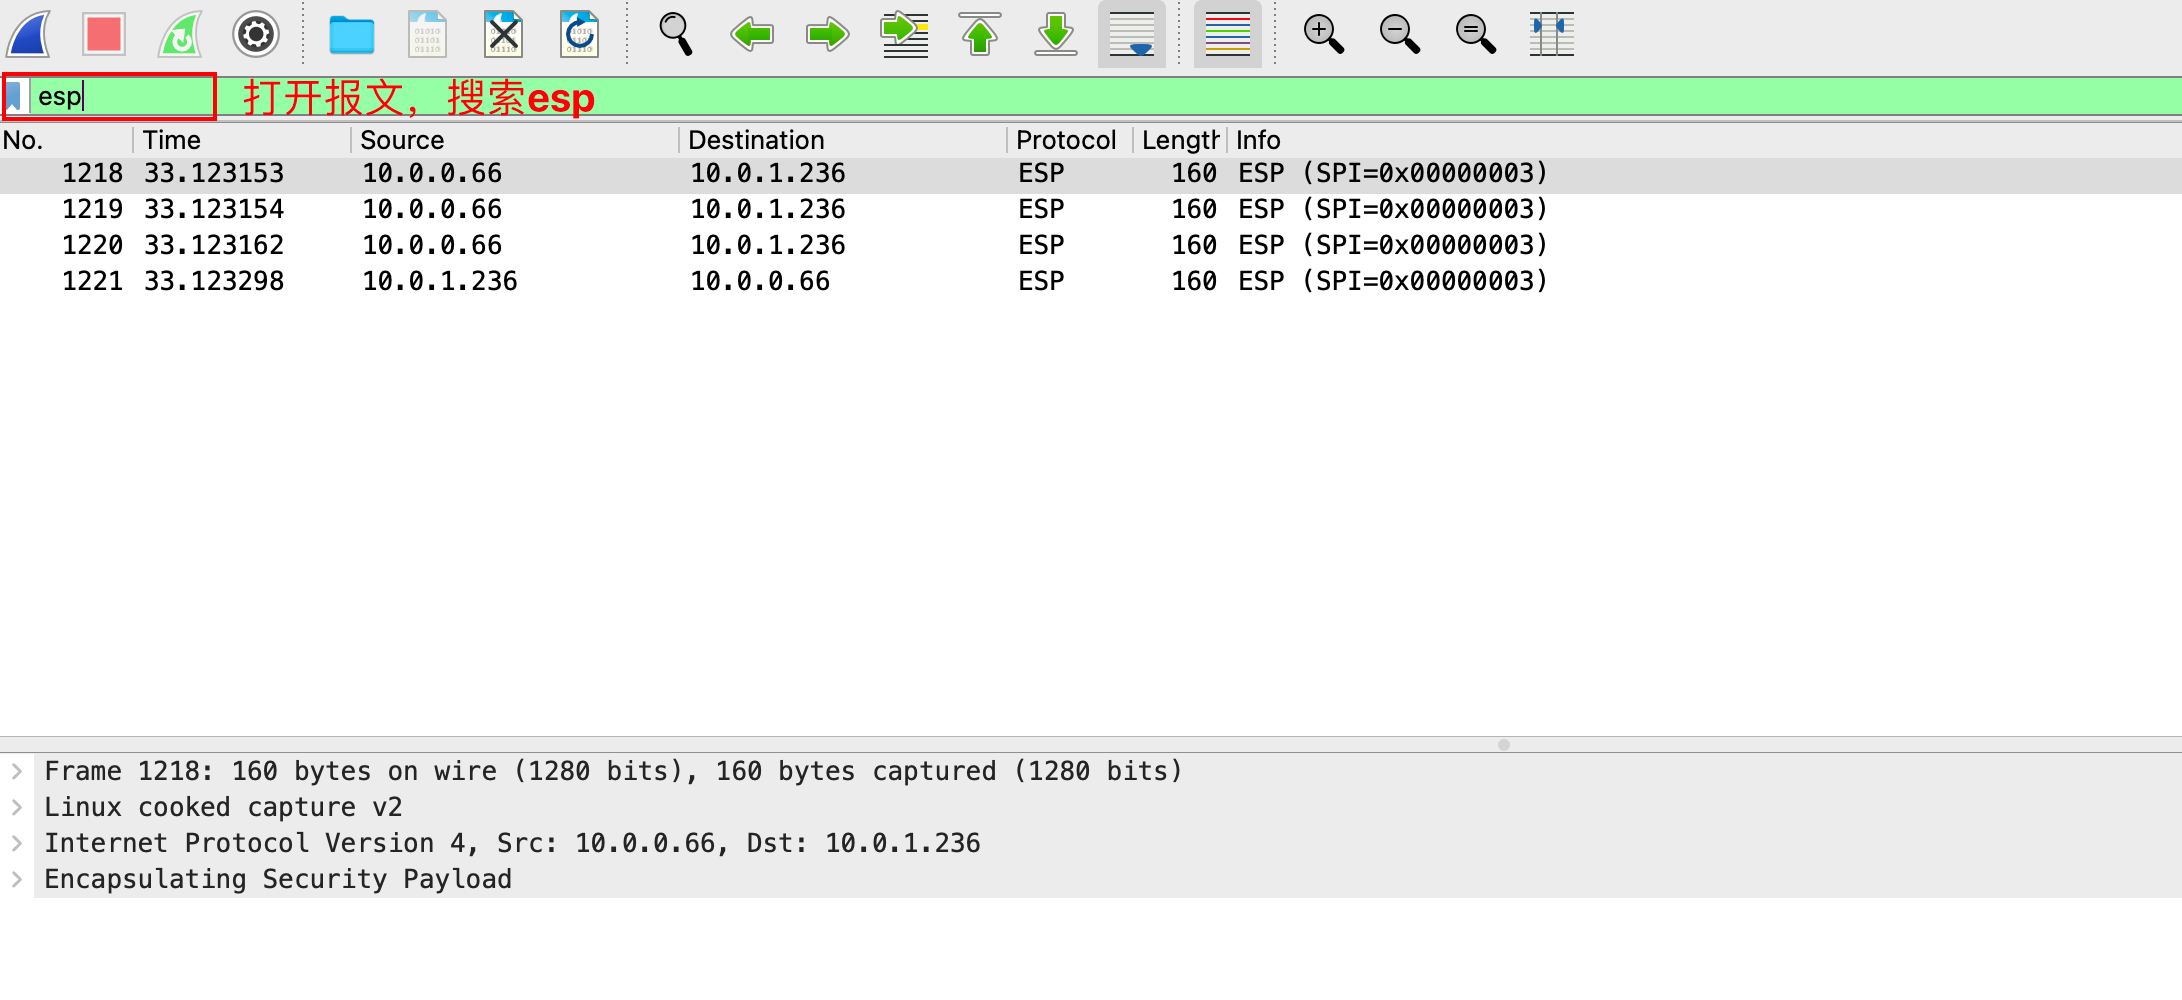 esp 打开报文，搜索esp
No. Time Source Destination Protocol Length Info
1218 33.123153 10.0.0.66 10.0.1.236 ESP 160 ESP (SPI=0x00000003)
1219 33.123154 10.0.0.66 10.0.1.236 ESP 160 ESP (SPI=0x00000003)
1220 33.123162 10.0.0.66 10.0.1.236 ESP 160 ESP (SPI=0x00000003)
1221 33.123298 10.0.1.236 10.0.0.66 ESP 160 ESP (SPI=0x00000003)
Frame 1218: 160 bytes on wire (1280 bits), 160 bytes captured (1280 bits)
Linux cooked capture v2
Internet Protocol Version 4, Src: 10.0.0.66, Dst: 10.0.1.236
Encapsulating Security Payload